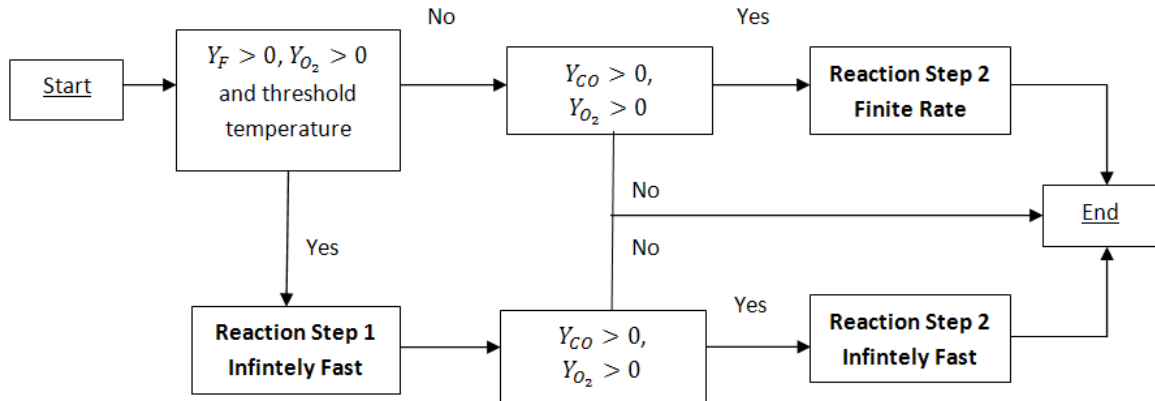 No
Yes
Start
Y_F > 0, Y_{O_2} > 0
and threshold
temperature
Y_{CO} > 0,
Y_{O_2} > 0
Reaction Step 2
Finite Rate
No
End
Yes
No
Reaction Step 1
Infintely Fast
Y_{CO} > 0,
Y_{O_2} > 0
Yes
Reaction Step 2
Infintely Fast